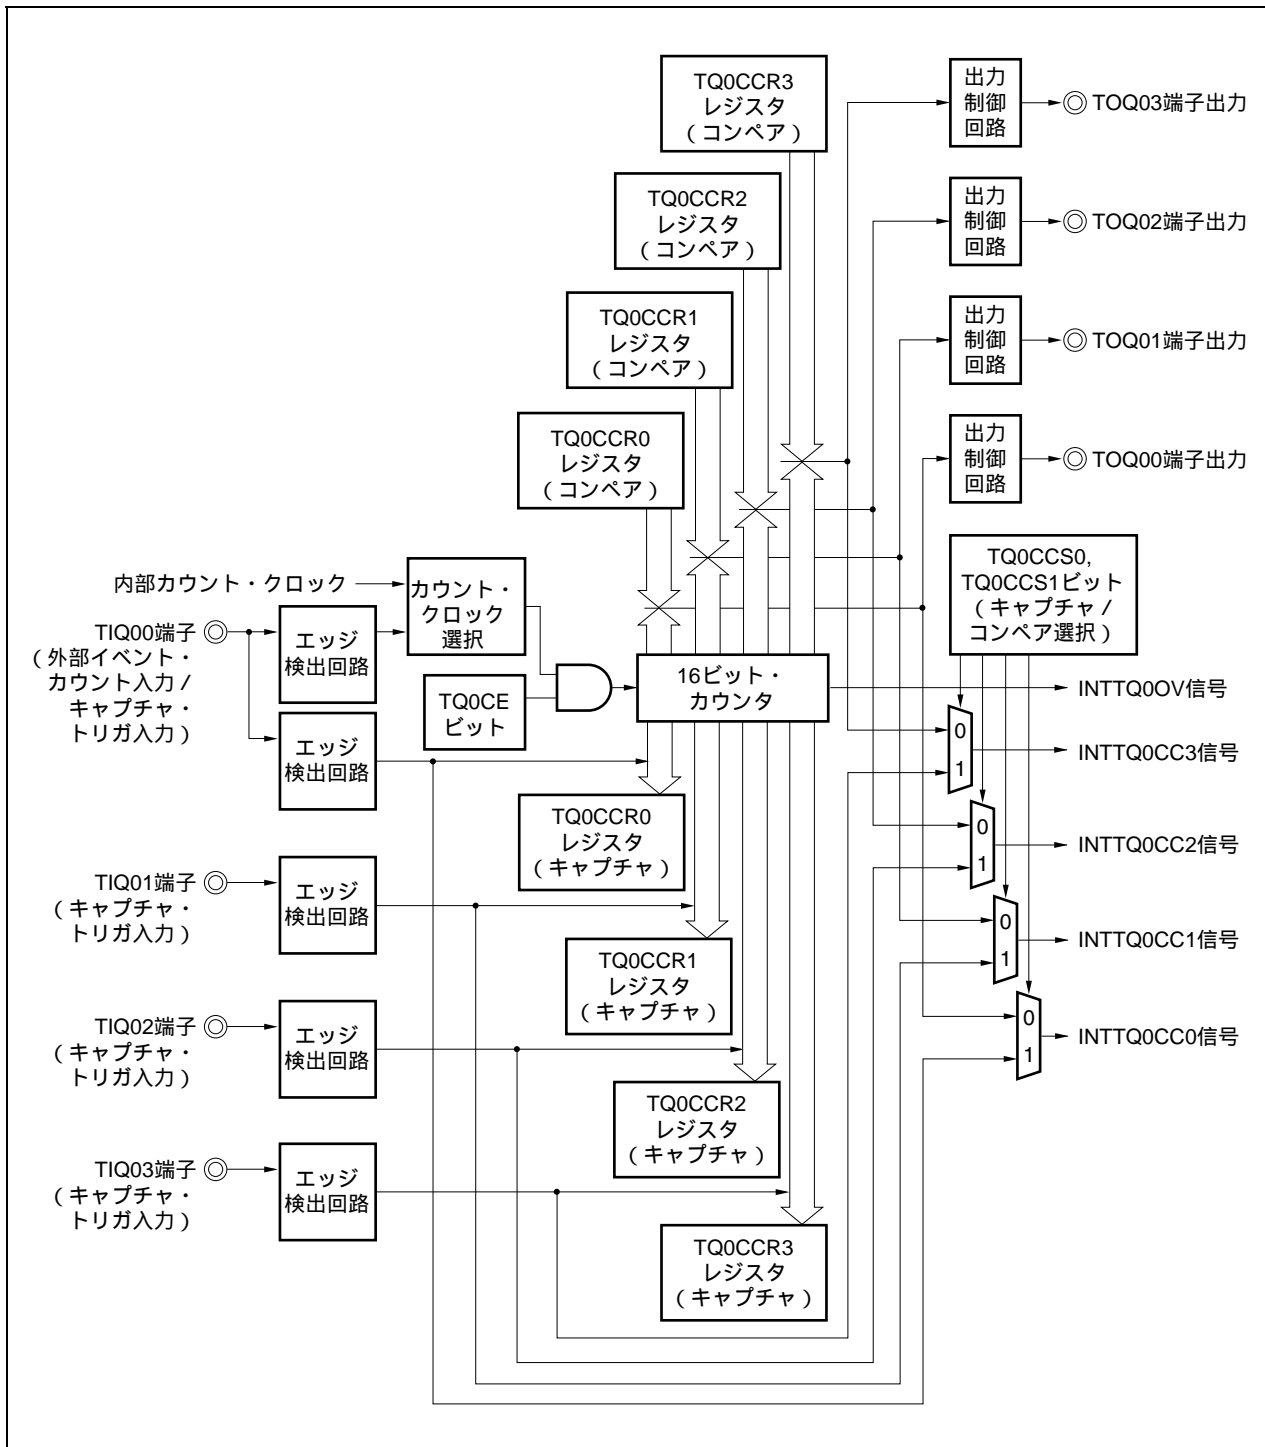 TQ0CCR3
レジスタ
(コンペア)
出力
制御
回路
TOQ03端子出力
TQ0CCR2
レジスタ
(コンペア)
出力
制御
回路
TOQ02端子出力
TQ0CCR1
レジスタ
(コンペア)
出力
制御
回路
TOQ01端子出力
TQ0CCR0
レジスタ
(コンペア)
出力
制御
回路
TOQ00端子出力
TQ0CCS0,
TQ0CCS1ビット
(キャプチャ/
コンペア選択)
内部カウント・クロック
カウント・
クロック
選択
TIQ00端子
(外部イベント・
カウント入力/
キャプチャ・
トリガ入力)
エッジ
検出回路
TQ0CE
ビット
16ビット・
カウンタ
INTTQ0OV信号
エッジ
検出回路
0
1
INTTQ0CC3信号
TQ0CCR0
レジスタ
(キャプチャ)
0
1
INTTQ0CC2信号
TIQ01端子
(キャプチャ・
トリガ入力)
エッジ
検出回路
0
1
INTTQ0CC1信号
TQ0CCR1
レジスタ
(キャプチャ)
0
1
INTTQ0CC0信号
TIQ02端子
(キャプチャ・
トリガ入力)
エッジ
検出回路
TQ0CCR2
レジスタ
(キャプチャ)
TIQ03端子
(キャプチャ・
トリガ入力)
エッジ
検出回路
TQ0CCR3
レジスタ
(キャプチャ)